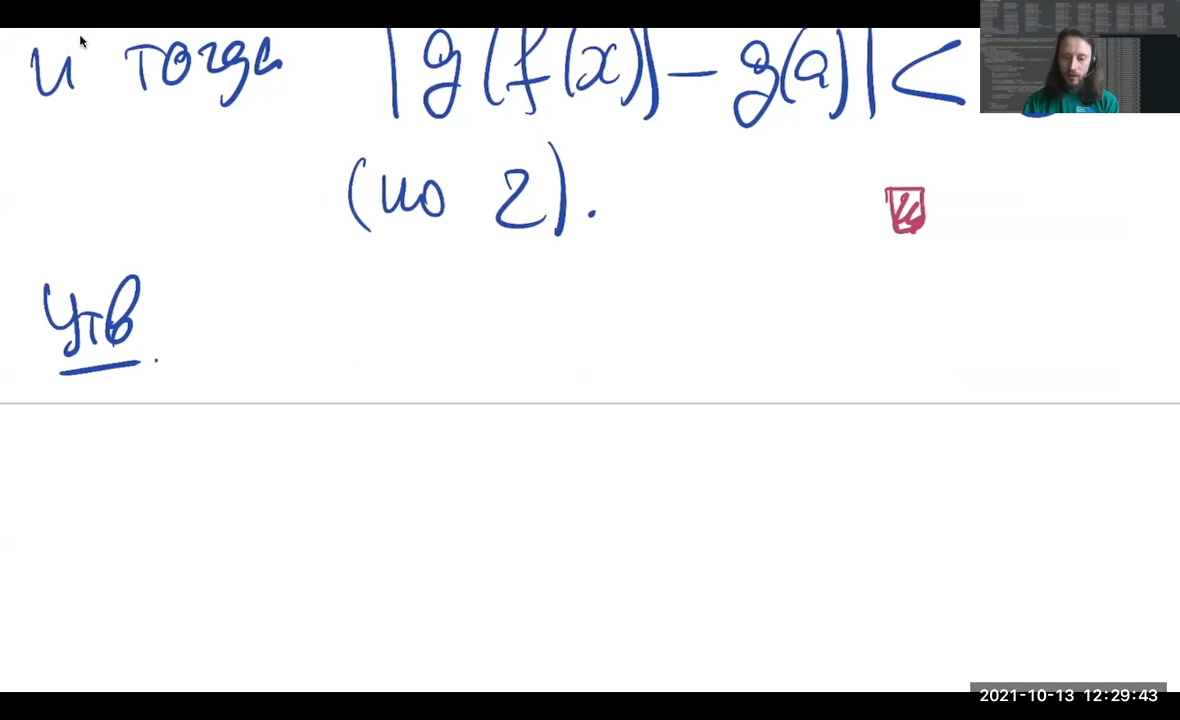 и тогда |g(f(x)) − g(a)| <
(по 2).
Утв.
2021-10-13 12:29:43